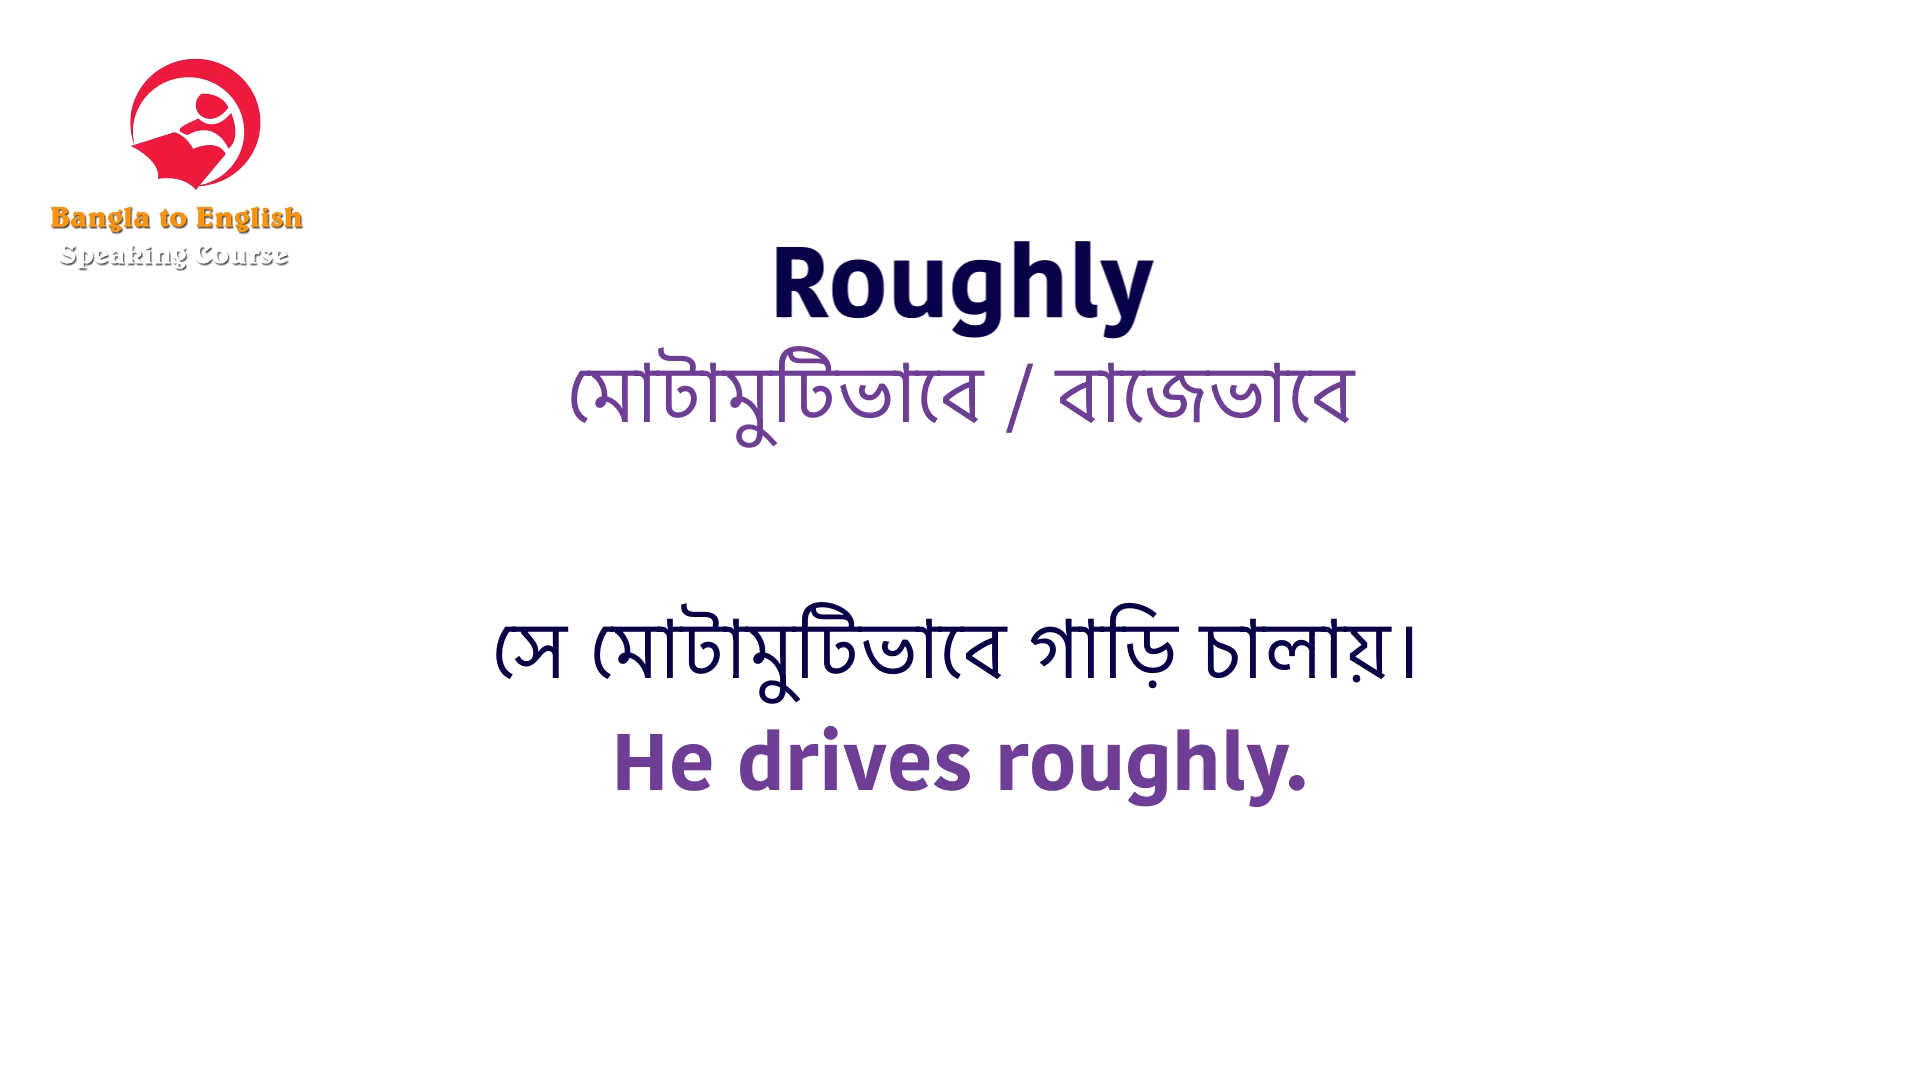 Bangla to English
Speaking Course
Roughly
মোটামুটিভাবে / বাজেভাবে
সে মোটামুটিভাবে গাড়ি চালায়।
He drives roughly.